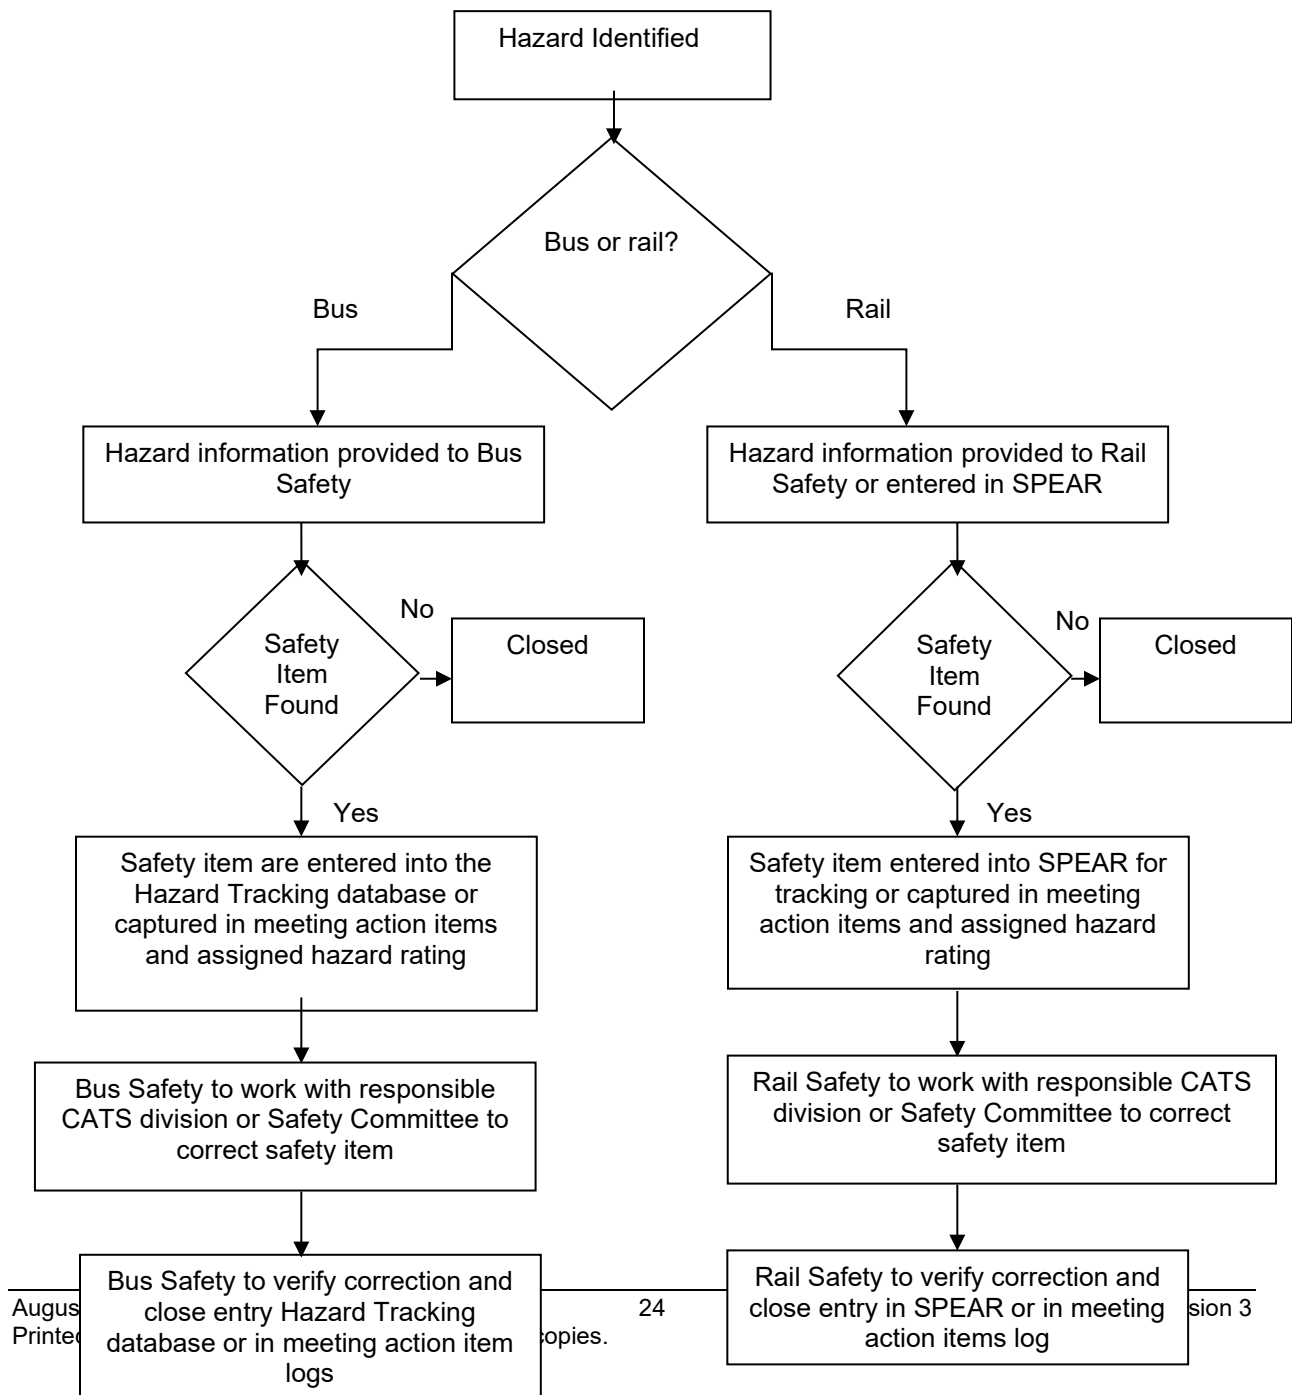 Hazard Identified
Bus or rail?
Bus
Rail
Hazard information provided to Bus
Safety
Hazard information provided to Rail
Safety or entered in SPEAR
No
Safety
Item
Found
Closed
No
Safety
Item
Found
Closed
Yes
Yes
Safety item are entered into the
Hazard Tracking database or
captured in meeting action items
and assigned hazard rating
Safety item entered into SPEAR for
tracking or captured in meeting
action items and assigned hazard
rating
Bus Safety to work with responsible
CATS division or Safety Committee to
correct safety item
Rail Safety to work with responsible CATS
division or Safety Committee to correct
safety item
Bus Safety to verify correction and
close entry Hazard Tracking
database or in meeting action item
logs
Rail Safety to verify correction and
close entry in SPEAR or in meeting
action items log
24
3
copies.